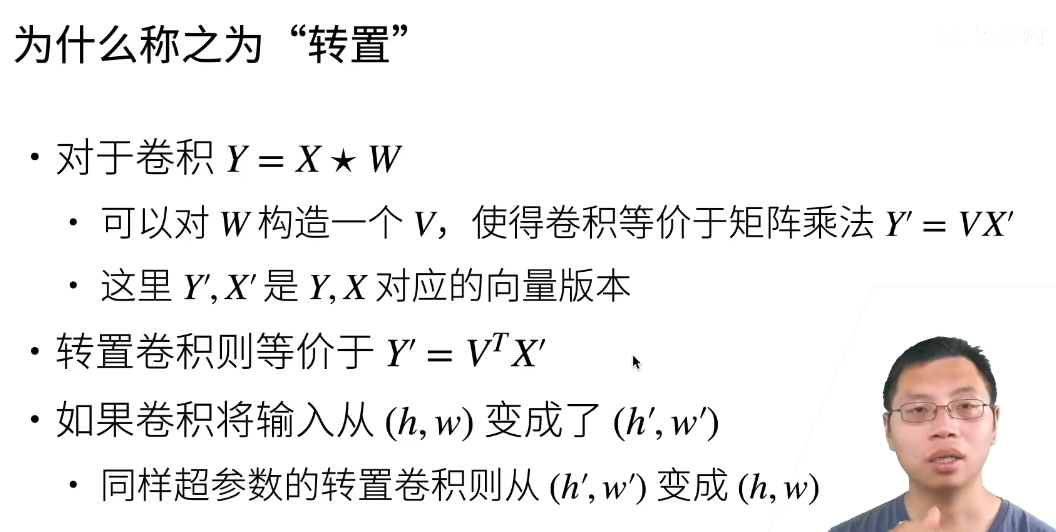 为什么称之为“转置”
• 对于卷积 Y = X ★ W
• 可以对 W 构造一个 V，使得卷积等价于矩阵乘法 Y′ = VX′
• 这里 Y′, X′ 是 Y, X 对应的向量版本
• 转置卷积则等价于 Y′ = VᵀX′
• 如果卷积将输入从 (h, w) 变成了 (h′, w′)
• 同样超参数的转置卷积则从 (h′, w′) 变成 (h, w)